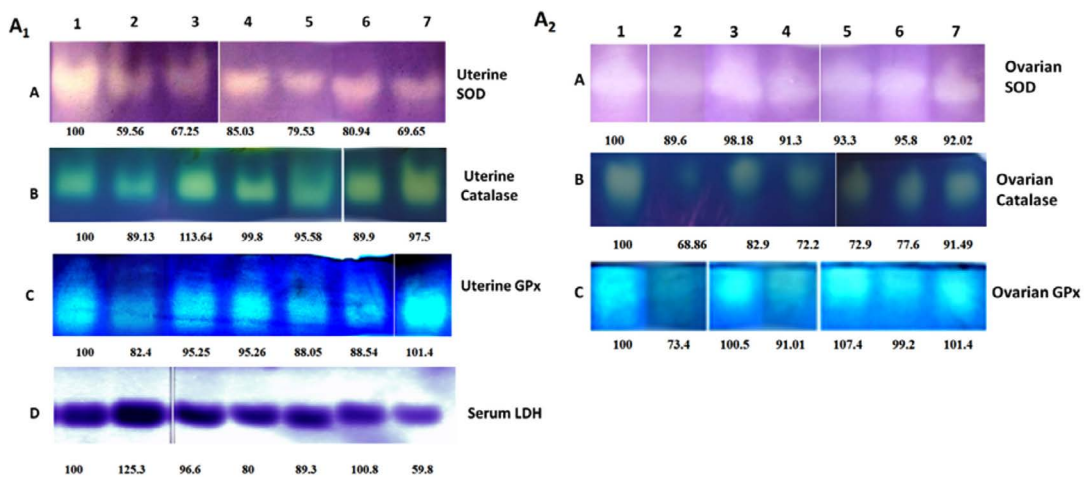 A1
1 2 3 4 5 6 7
A
Uterine
SOD
100 59.56 67.25 85.03 79.53 80.94 69.65
B
Uterine
Catalase
100 89.13 113.64 99.8 95.58 89.9 97.5
C
Uterine GPx
100 82.4 95.25 95.26 88.05 88.54 101.4
D
Serum LDH
100 125.3 96.6 80 89.3 100.8 59.8
A2
1 2 3 4 5 6 7
A
Ovarian
SOD
100 89.6 98.18 91.3 93.3 95.8 92.02
B
Ovarian
Catalase
100 68.86 82.9 72.2 72.9 77.6 91.49
C
Ovarian GPx
100 73.4 100.5 91.01 107.4 99.2 101.4